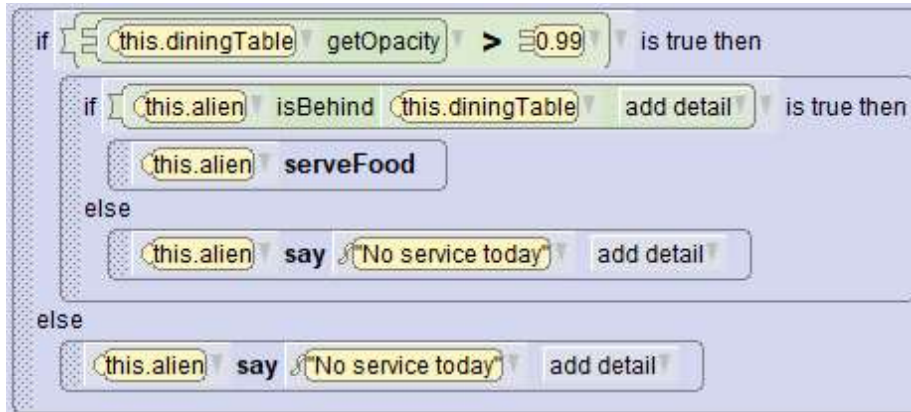 if this.diningTable getOpacity > 0.99 is true then
if this.alien isBehind this.diningTable add detail is true then
this.alien serveFood
else
this.alien say "No service today" add detail
else
this.alien say "No service today" add detail